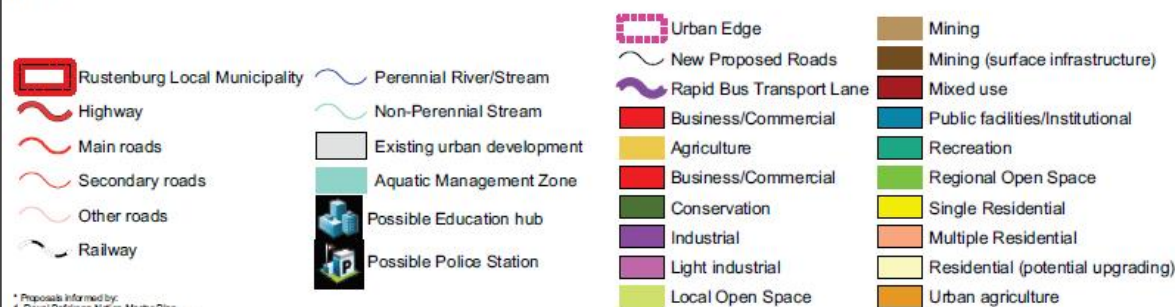 Rustenburg Local Municipality
Highway
Main roads
Secondary roads
Other roads
Railway
* Proposals informed by:
Perennial River/Stream
Non-Perennial Stream
Existing urban development
Aquatic Management Zone
Possible Education hub
Possible Police Station
P
Urban Edge
New Proposed Roads
Rapid Bus Transport Lane
Business/Commercial
Agriculture
Business/Commercial
Conservation
Industrial
Light industrial
Local Open Space
Mining
Mining (surface infrastructure)
Mixed use
Public facilities/Institutional
Recreation
Regional Open Space
Single Residential
Multiple Residential
Residential (potential upgrading)
Urban agriculture